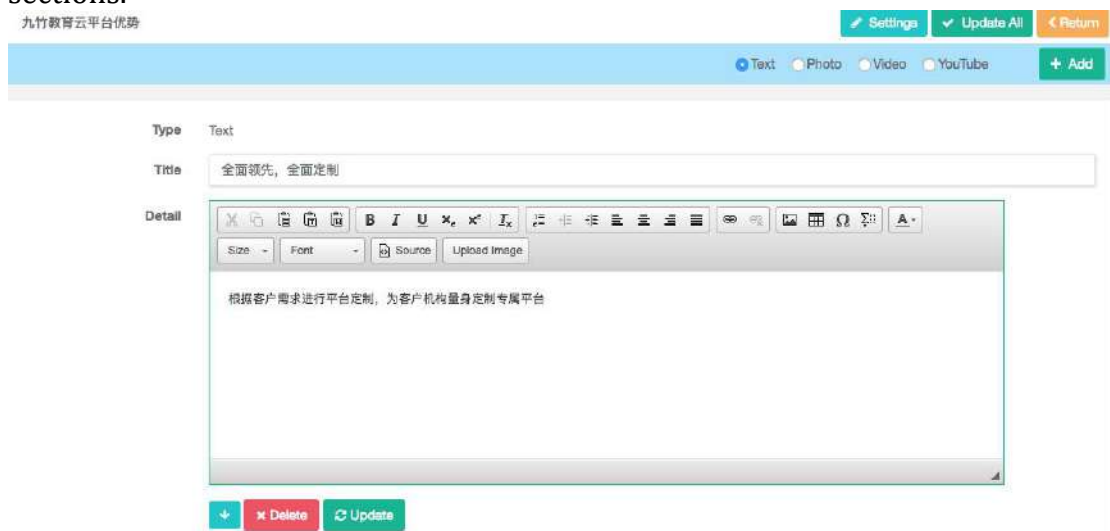 sections.
九竹教育云平台优势
Settings Update All Return
Text Photo Video YouTube + Add
Type Text
Title 全面领先，全面定制
Detail
B I U x₂ x² Iₓ Ω Σ A
Size Font Source Upload Image
根据客户需求进行平台定制，为客户机构量身定制专属平台
Delete Update